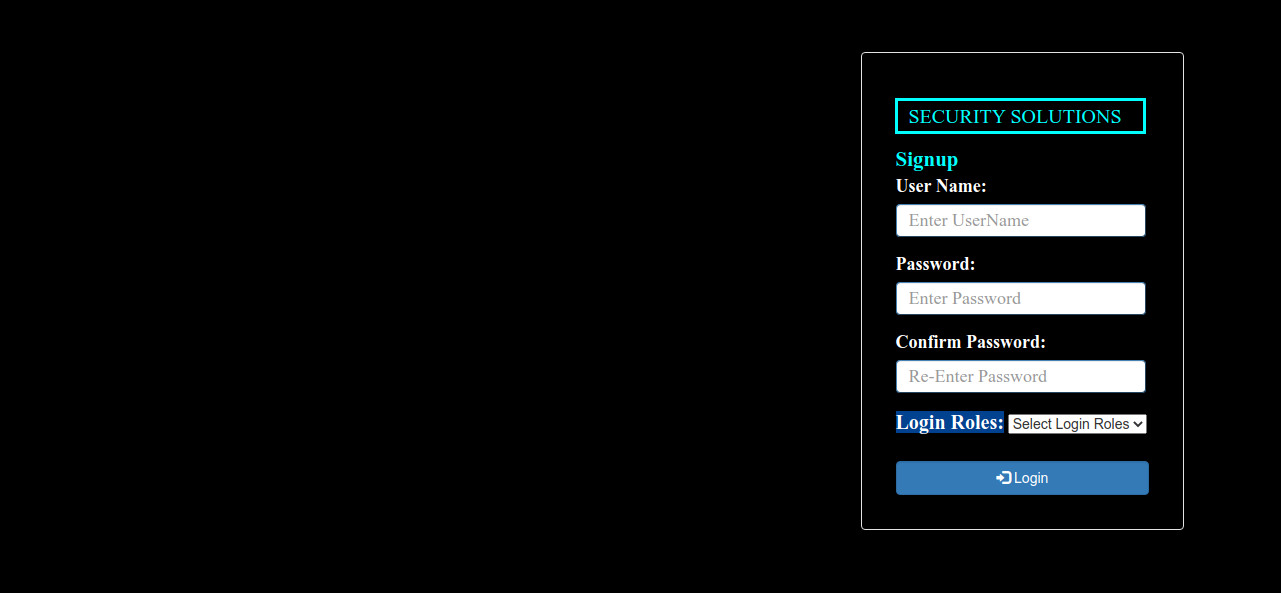 SECURITY SOLUTIONS
Signup
User Name:
Enter UserName
Password:
Enter Password
Confirm Password:
Re-Enter Password
Login Roles: Select Login Roles
Login